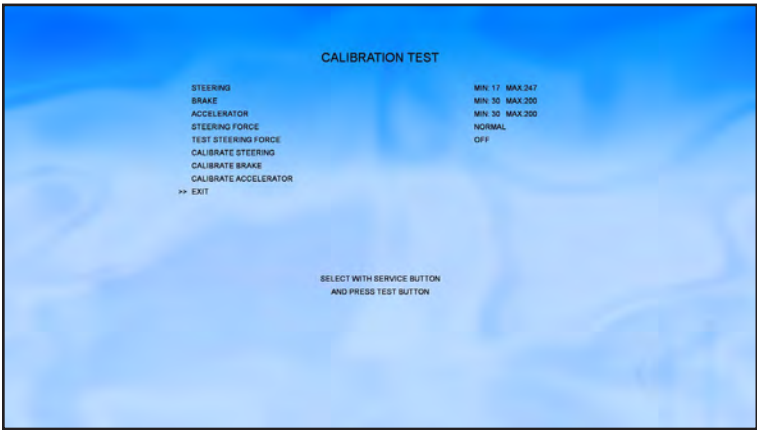 CALIBRATION TEST
STEERING MIN: 17 MAX:247
BRAKE MIN: 30 MAX:200
ACCELERATOR MIN: 30 MAX:200
STEERING FORCE NORMAL
TEST STEERING FORCE OFF
CALIBRATE STEERING
CALIBRATE BRAKE
CALIBRATE ACCELERATOR
>> EXIT
SELECT WITH SERVICE BUTTON
AND PRESS TEST BUTTON